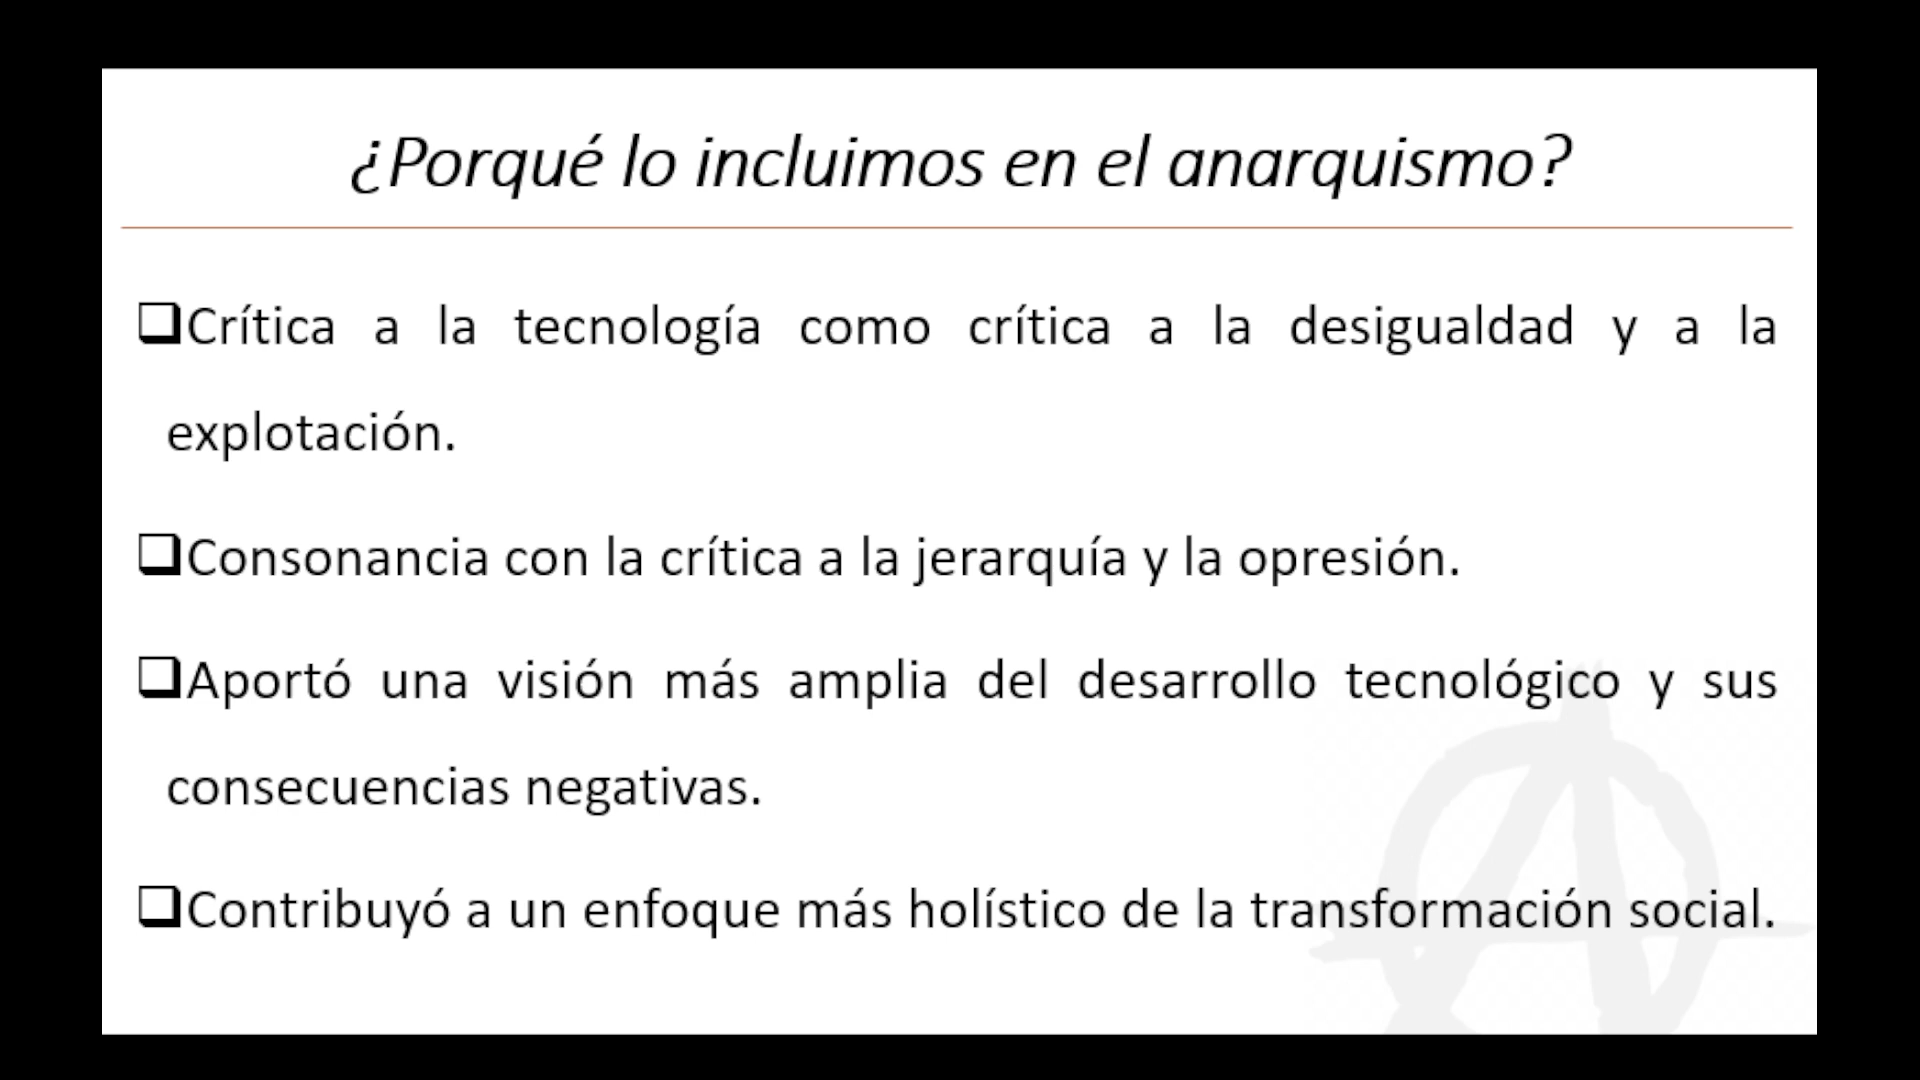 ¿Porqué lo incluimos en el anarquismo?
❑Crítica a la tecnología como crítica a la desigualdad y a la
explotación.
❑Consonancia con la crítica a la jerarquía y la opresión.
❑Aportó una visión más amplia del desarrollo tecnológico y sus
consecuencias negativas.
❑Contribuyó a un enfoque más holístico de la transformación social.